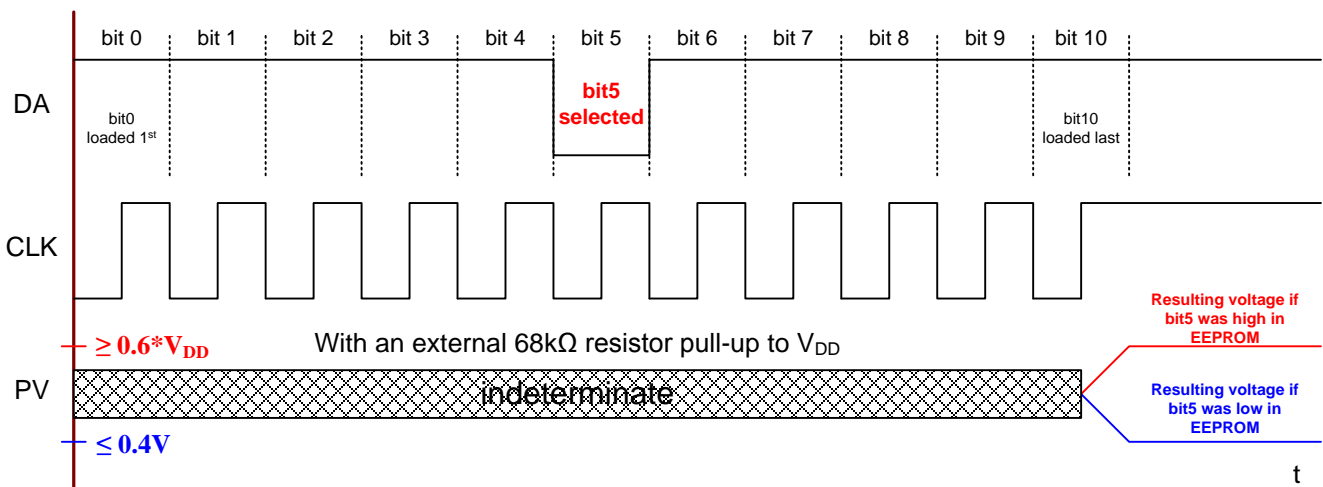 bit 0 bit 1 bit 2 bit 3 bit 4 bit 5 bit 6 bit 7 bit 8 bit 9 bit 10
DA
bit0
loaded 1st
bit5
selected
bit10
loaded last
CLK
≥ 0.6*VDD
With an external 68kΩ resistor pull-up to VDD
Resulting voltage if
bit5 was high in
EEPROM
PV
indeterminate
Resulting voltage if
bit5 was low in
EEPROM
≤ 0.4V
t